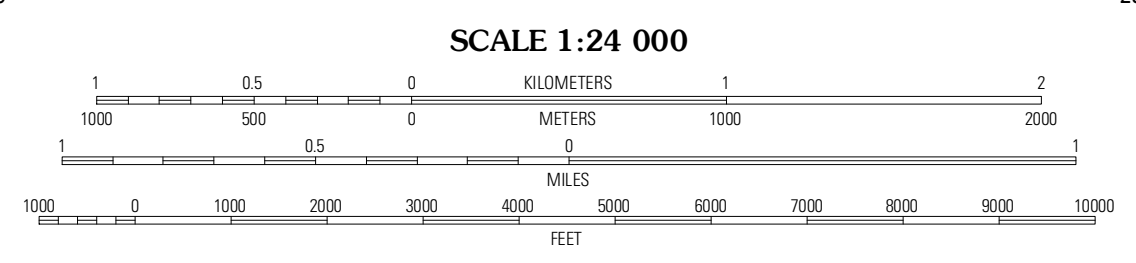 SCALE 1:24 000
1 0.5 0 KILOMETERS 1 2
1000 500 0 METERS 1000 2000
1 0.5 0 1
MILES
1000 0 1000 2000 3000 4000 5000 6000 7000 8000 9000 10000
FEET